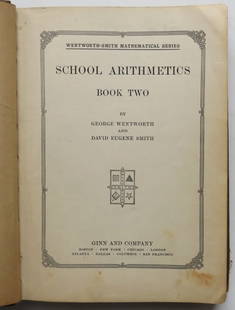 WENTWORTH-SMITH MATHEMATICAL SERIES
SCHOOL ARITHMETICS
BOOK TWO
BY
GEORGE WENTWORTH
AND
DAVID EUGENE SMITH
GINN AND COMPANY
BOSTON · NEW YORK · CHICAGO · LONDON
ATLANTA · DALLAS · COLUMBUS · SAN FRANCISCO